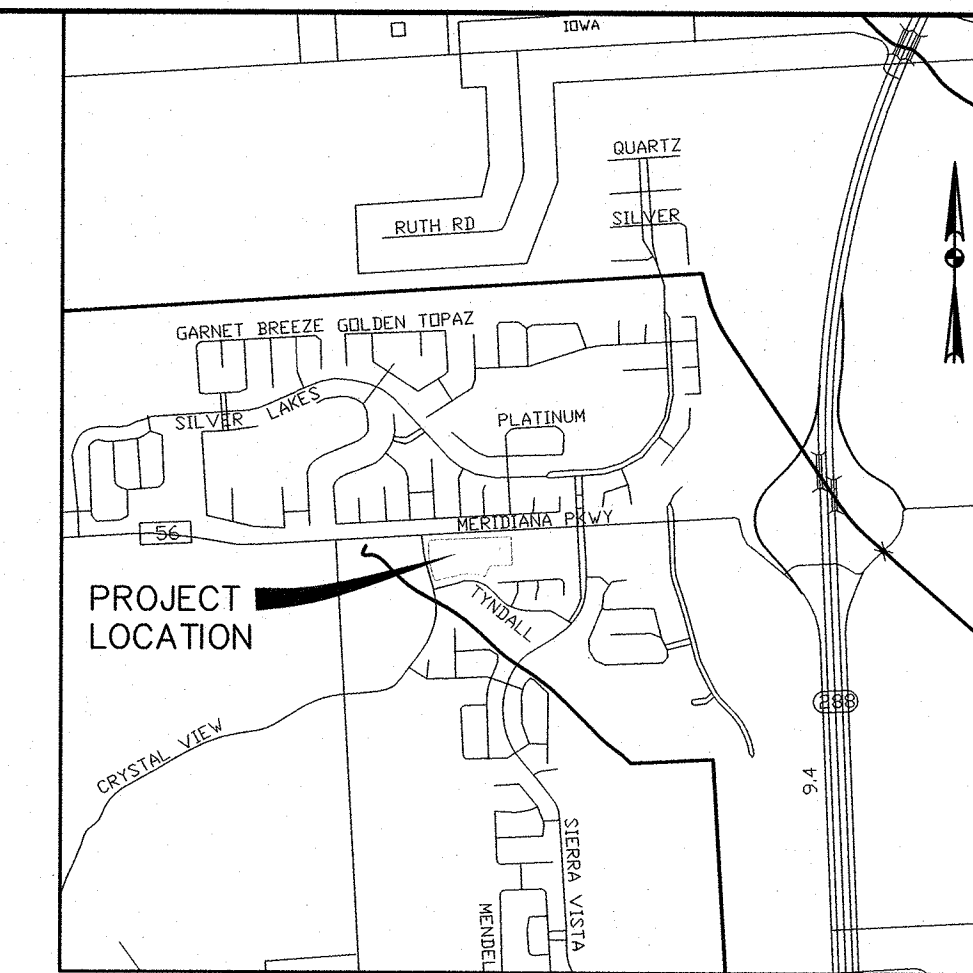 IOWA
QUARTZ
RUTH RD
SILVER
GARNET BREEZE
GOLDEN TOPAZ
SILVER LAKES
PLATINUM
MERIDIANA PKWY
56
PROJECT
LOCATION
TYNDALL
288
CRYSTAL VIEW
9.4
SIERRA VISTA
MENDEL